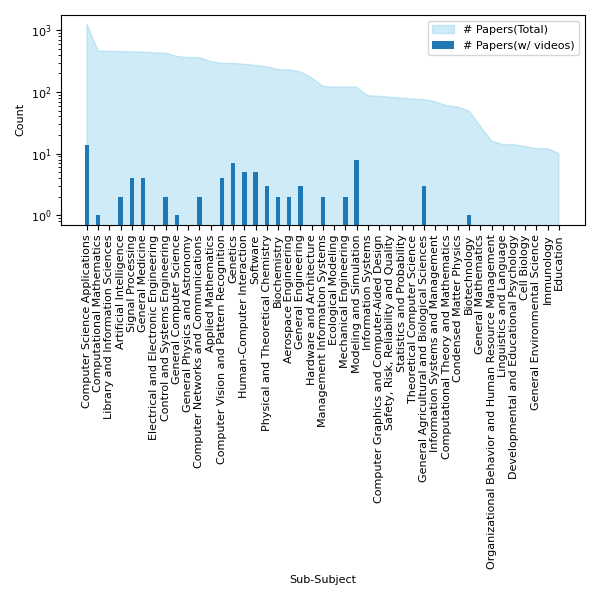 # Papers(Total)
# Papers(w/ videos)
Count
10³
10²
10¹
10⁰
Computer Science Applications
Computational Mathematics
Library and Information Sciences
Artificial Intelligence
Signal Processing
General Medicine
Electrical and Electronic Engineering
Control and Systems Engineering
General Computer Science
General Physics and Astronomy
Computer Networks and Communications
Applied Mathematics
Computer Vision and Pattern Recognition
Genetics
Human-Computer Interaction
Software
Physical and Theoretical Chemistry
Biochemistry
Aerospace Engineering
General Engineering
Hardware and Architecture
Management Information Systems
Ecological Modeling
Mechanical Engineering
Modeling and Simulation
Information Systems
Computer Graphics and Computer-Aided Design
Safety, Risk, Reliability and Quality
Statistics and Probability
Theoretical Computer Science
General Agricultural and Biological Sciences
Information Systems and Management
Computational Theory and Mathematics
Condensed Matter Physics
Biotechnology
General Mathematics
Organizational Behavior and Human Resource Management
Linguistics and Language
Developmental and Educational Psychology
Cell Biology
General Environmental Science
Immunology
Education
Sub-Subject